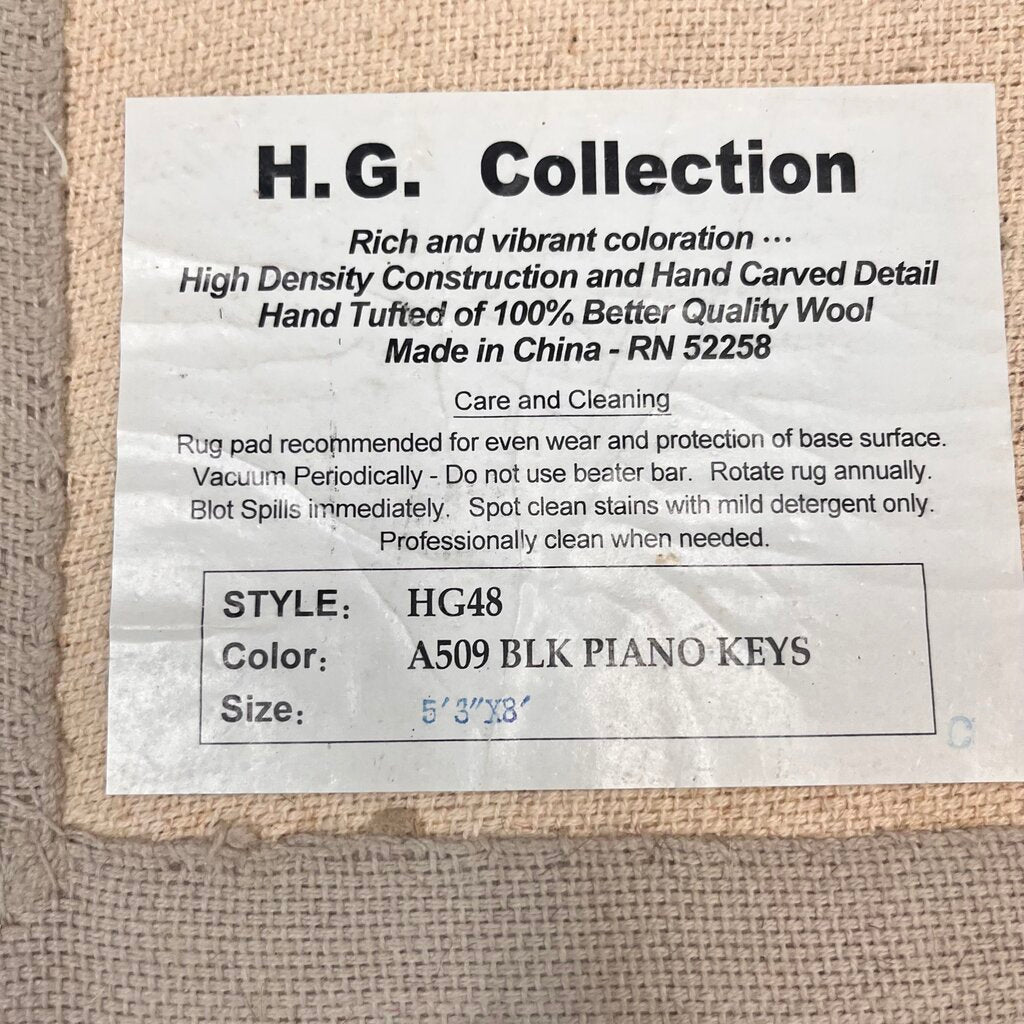 H.G. Collection
Rich and vibrant coloration ···
High Density Construction and Hand Carved Detail
Hand Tufted of 100% Better Quality Wool
Made in China - RN 52258
Care and Cleaning
Rug pad recommended for even wear and protection of base surface.
Vacuum Periodically - Do not use beater bar. Rotate rug annually.
Blot Spills immediately. Spot clean stains with mild detergent only.
Professionally clean when needed.
STYLE: HG48
Color: A509 BLK PIANO KEYS
Size: 5'3"X8'
C